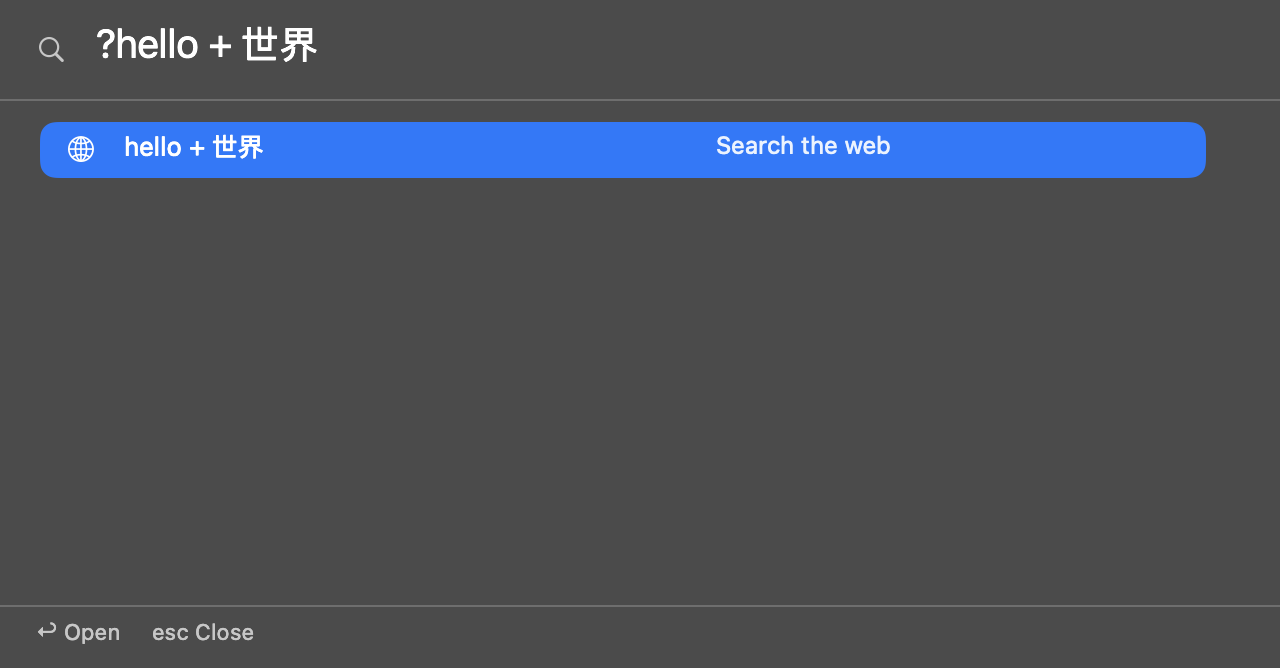 ?hello + 世界
hello + 世界 Search the web
Open esc Close